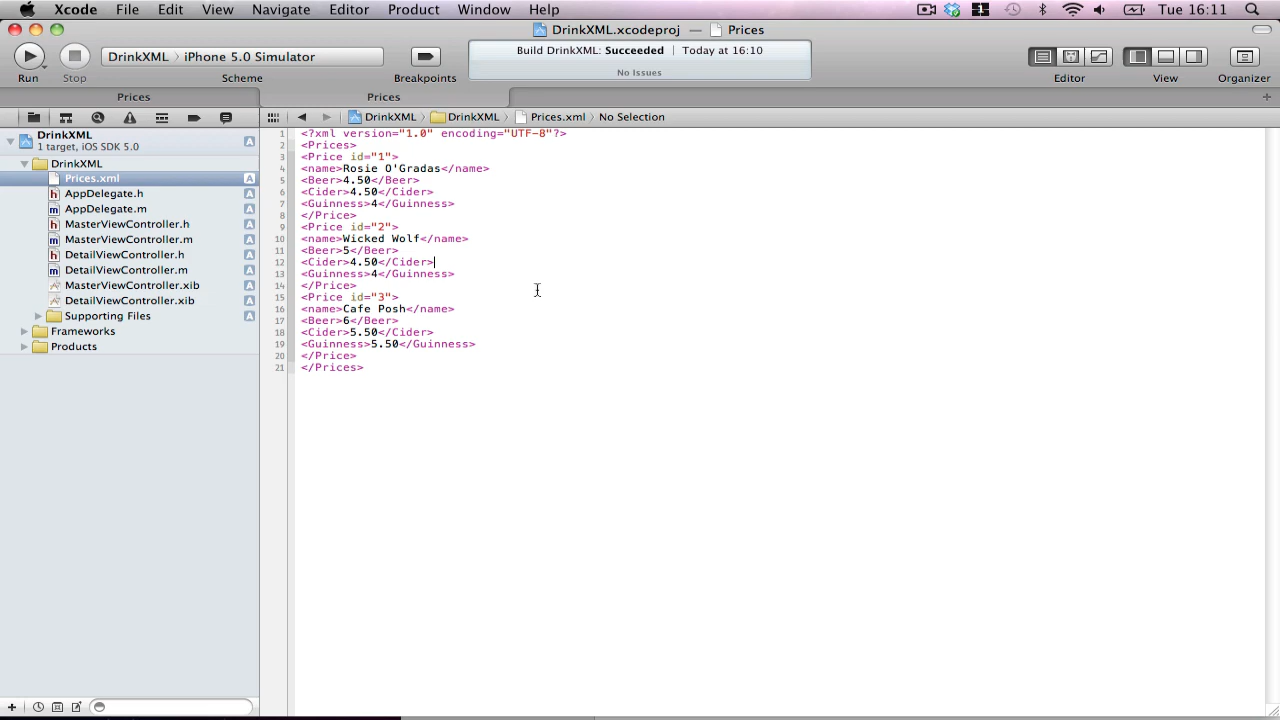 Xcode File Edit View Navigate Editor Product Window Help 1 Tue 16:11
DrinkXML.xcodeproj — Prices
DrinkXML 〉 iPhone 5.0 Simulator
Build DrinkXML: Succeeded | Today at 16:10
No Issues
Run Stop Scheme Breakpoints Editor View Organizer
Prices Prices
DrinkXML 〉 DrinkXML 〉 Prices.xml 〉 No Selection
DrinkXML A
1 target, iOS SDK 5.0
DrinkXML
Prices.xml A
AppDelegate.h A
AppDelegate.m A
MasterViewController.h A
MasterViewController.m A
DetailViewController.h A
DetailViewController.m A
MasterViewController.xib A
DetailViewController.xib A
Supporting Files A
Frameworks
Products
1 <?xml version="1.0" encoding="UTF-8"?>
2 <Prices>
3 <Price id="1">
4 <name>Rosie O'Gradas</name>
5 <Beer>4.50</Beer>
6 <Cider>4.50</Cider>
7 <Guinness>4</Guinness>
8 </Price>
9 <Price id="2">
10 <name>Wicked Wolf</name>
11 <Beer>5</Beer>
12 <Cider>4.50</Cider>
13 <Guinness>4</Guinness>
14 </Price>
15 <Price id="3">
16 <name>Cafe Posh</name>
17 <Beer>6</Beer>
18 <Cider>5.50</Cider>
19 <Guinness>5.50</Guinness>
20 </Price>
21 </Prices>